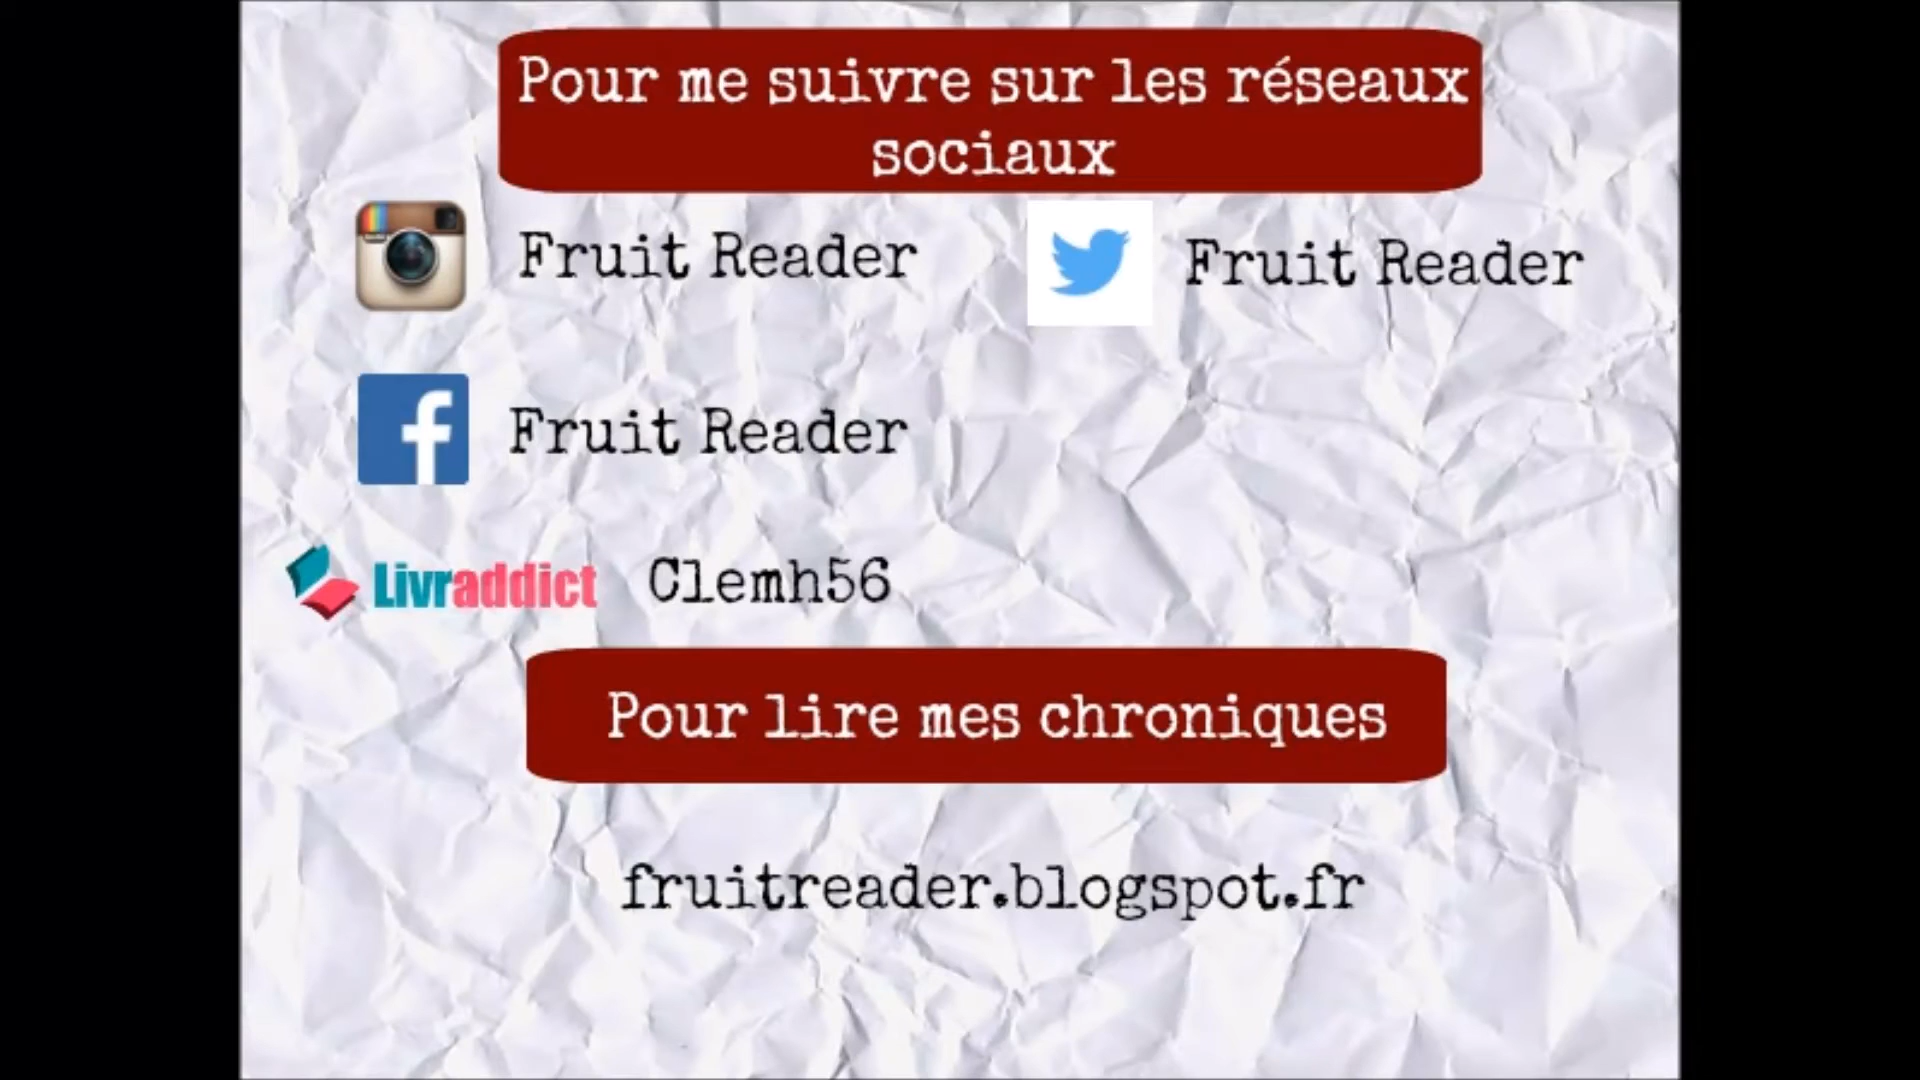 Pour me suivre sur les réseaux
sociaux
Fruit Reader
Fruit Reader
Fruit Reader
Livraddict
Clemh56
Pour lire mes chroniques
fruitreader.blogspot.fr